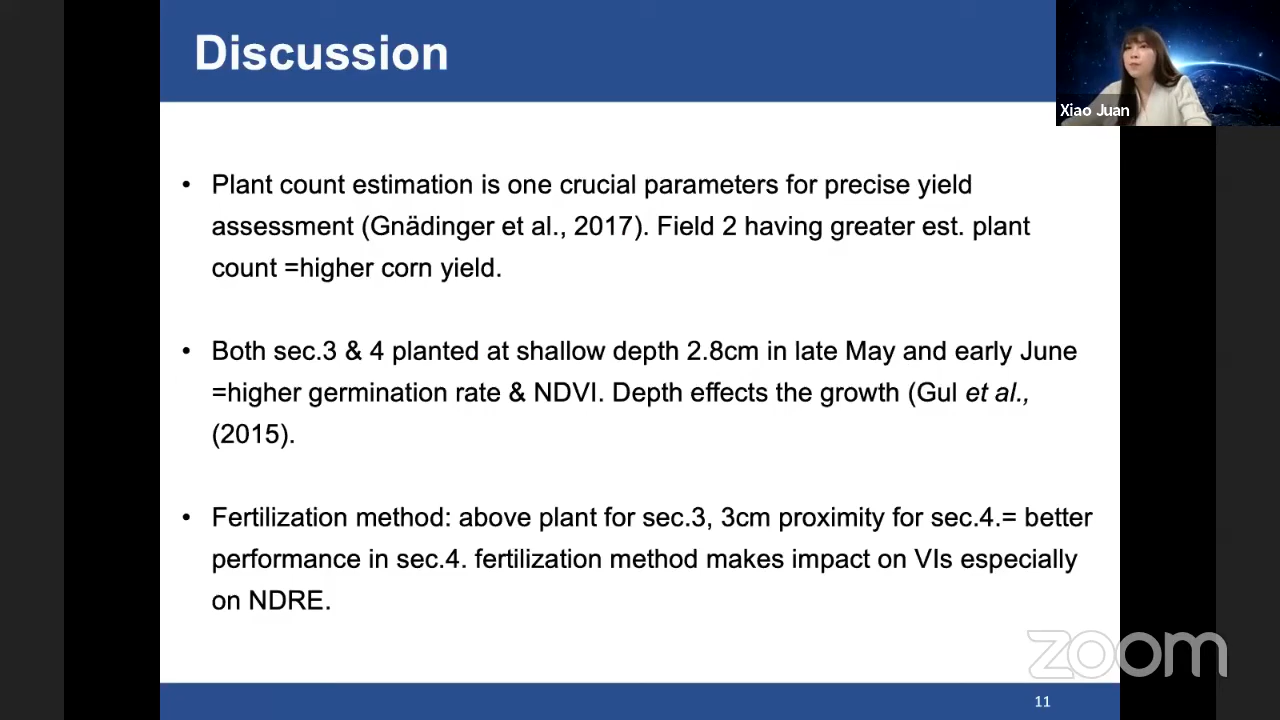 Discussion
Xiao Juan
• Plant count estimation is one crucial parameters for precise yield
assessment (Gnädinger et al., 2017). Field 2 having greater est. plant
count =higher corn yield.
• Both sec.3 & 4 planted at shallow depth 2.8cm in late May and early June
=higher germination rate & NDVI. Depth effects the growth (Gul et al.,
(2015).
• Fertilization method: above plant for sec.3, 3cm proximity for sec.4.= better
performance in sec.4. fertilization method makes impact on VIs especially
on NDRE.
zoom
11